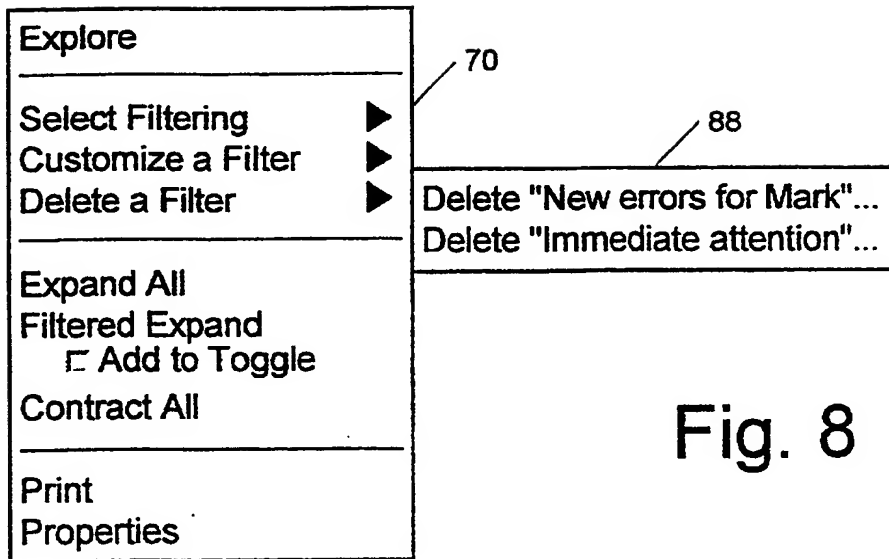 Explore
70
Select Filtering
88
Customize a Filter
Delete a Filter
Delete "New errors for Mark"...
Delete "Immediate attention"...
Expand All
Filtered Expand
Add to Toggle
Contract All
Fig. 8
Print
Properties